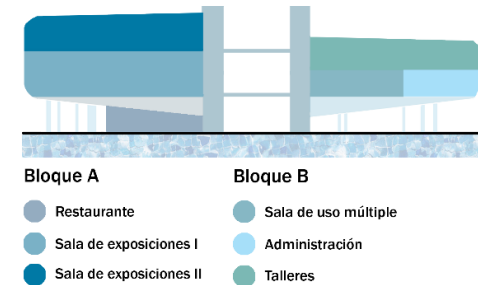 Bloque A
Restaurante
Sala de exposiciones I
Sala de exposiciones II
Bloque B
Sala de uso múltiple
Administración
Talleres